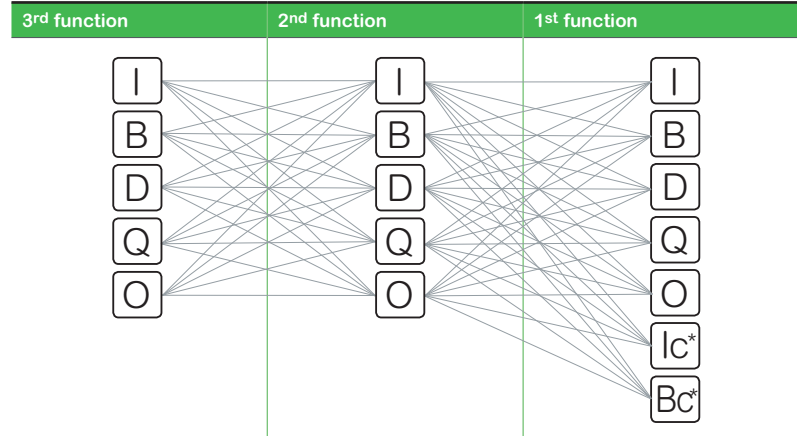 3rd function 2nd function 1st function
I I I
B B B
D D D
Q Q Q
O O O
Ic*
Bc*